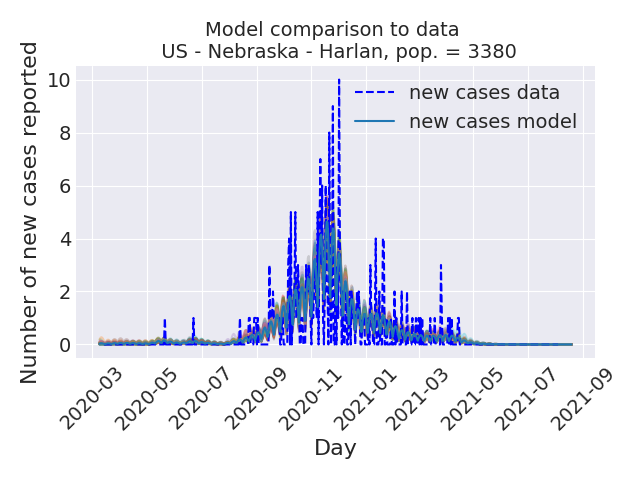 Model comparison to data
US - Nebraska - Harlan, pop. = 3380
Number of new cases reported
10
8
6
4
2
0
new cases data
new cases model
2020-03
2020-05
2020-07
2020-09
2020-11
2021-01
2021-03
2021-05
2021-07
2021-09
Day